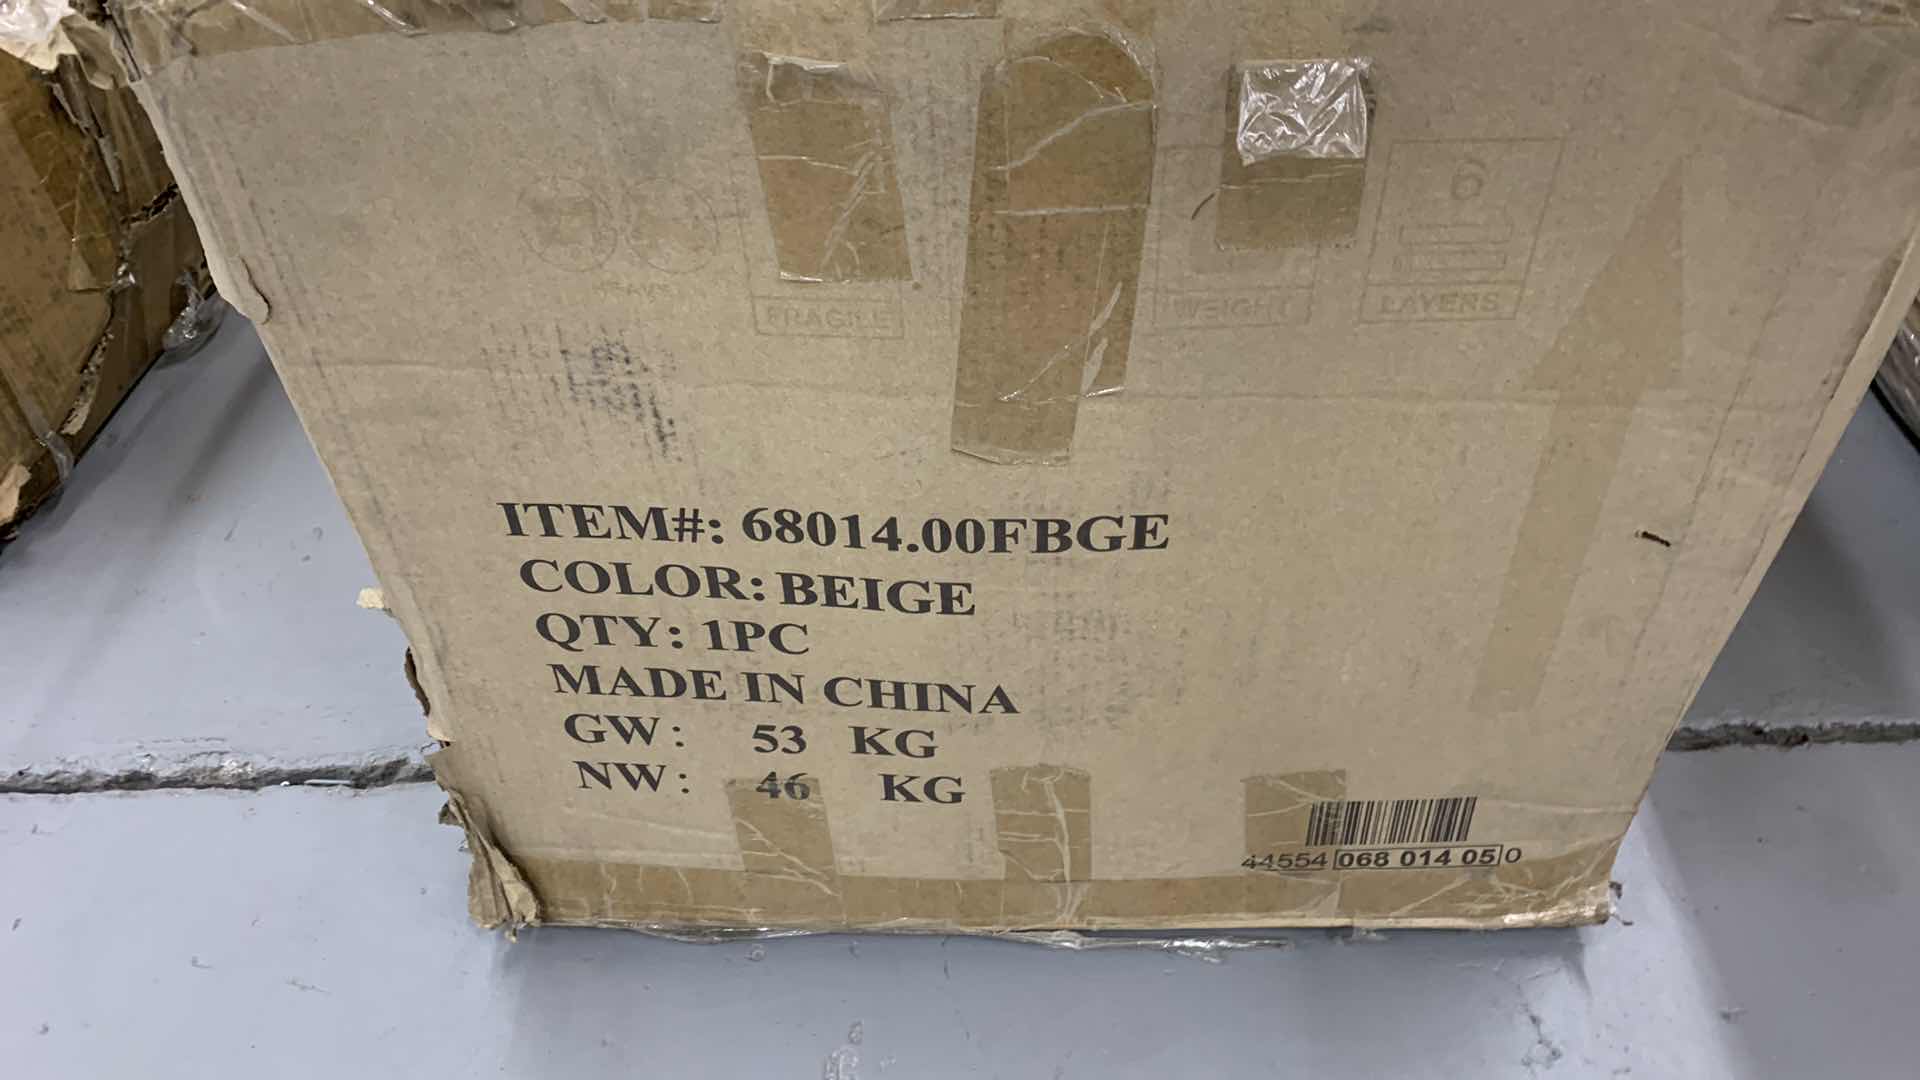 6
FRAGILE
WEIGHT
LAYERS
ITEM#: 68014.00FBGE
COLOR: BEIGE
QTY: 1PC
MADE IN CHINA
GW: 53 KG
NW: 46 KG
44554 068 014 05 0